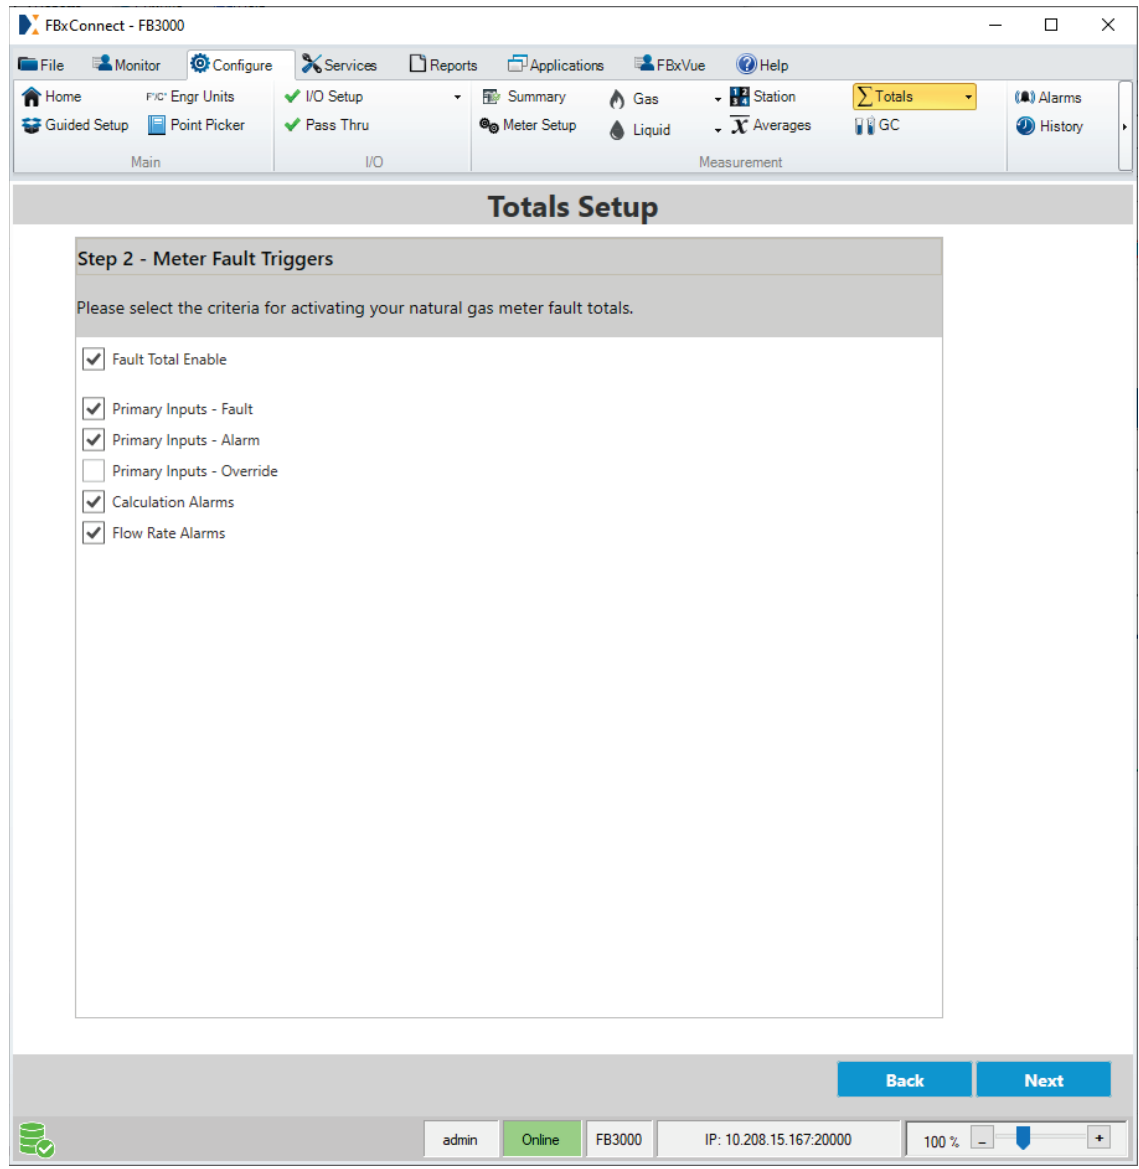 FBxConnect - FB3000
File Monitor Configure Services Reports Applications FBxVue Help
Home Engr Units I/O Setup Summary Gas Station Totals Alarms
Guided Setup Point Picker Pass Thru Meter Setup Liquid Averages GC History
Main I/O Measurement
Totals Setup
Step 2 - Meter Fault Triggers
Please select the criteria for activating your natural gas meter fault totals.
Fault Total Enable
Primary Inputs - Fault
Primary Inputs - Alarm
Primary Inputs - Override
Calculation Alarms
Flow Rate Alarms
Back Next
admin Online FB3000 IP: 10.208.15.167:20000 100 %